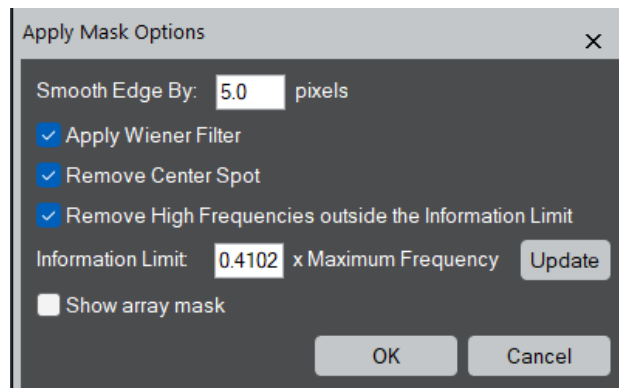 Apply Mask Options
Smooth Edge By: 5.0 pixels
Apply Wiener Filter
Remove Center Spot
Remove High Frequencies outside the Information Limit
Information Limit: 0.4102 x Maximum Frequency Update
Show array mask
OK Cancel